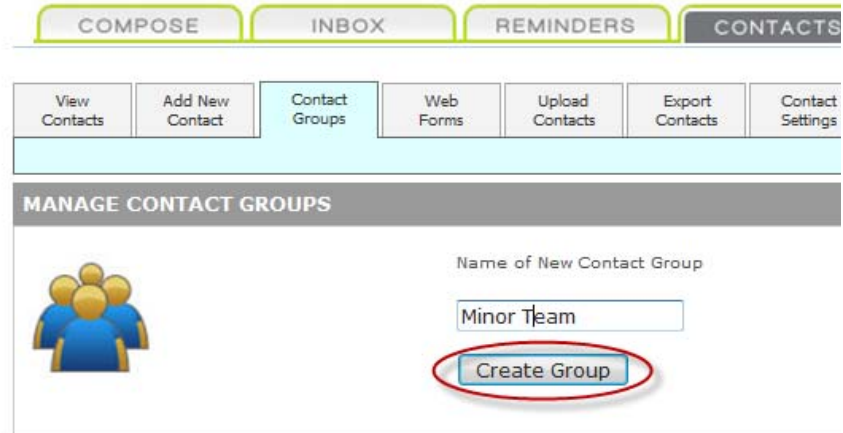 COMPOSE INBOX REMINDERS CONTACTS
View Add New Contact Web Upload Export Contact
Contacts Contact Groups Forms Contacts Contacts Settings
MANAGE CONTACT GROUPS
Name of New Contact Group
Minor Team
Create Group